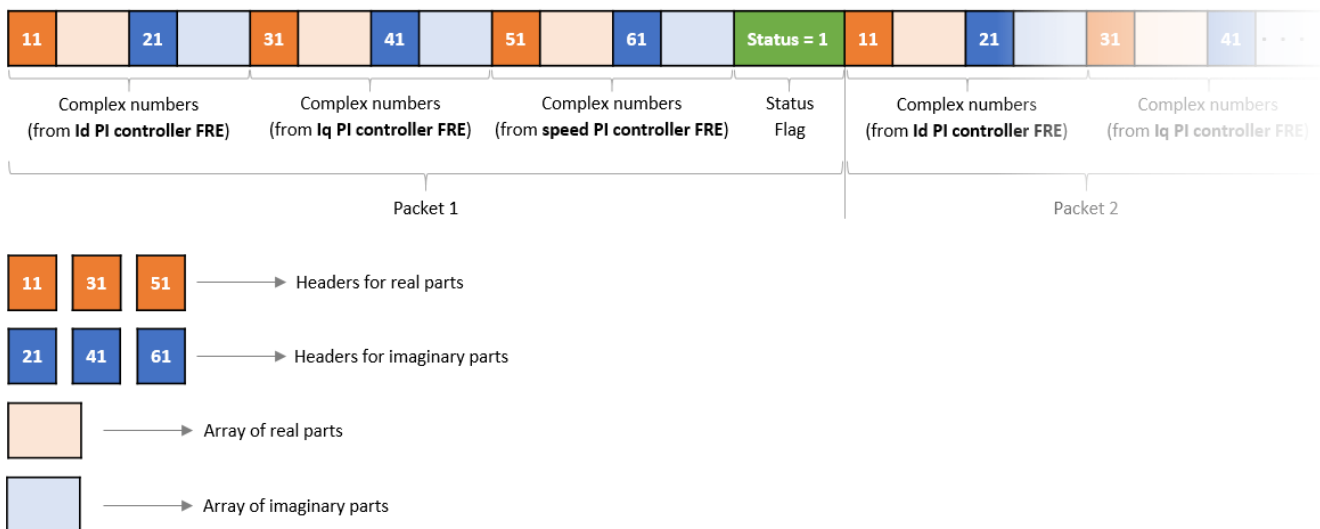 11 21 31 41 51 61 Status = 1 11 21 31 41 . . .
Complex numbers Complex numbers Complex numbers Status Complex numbers Complex numbers
(from Id PI controller FRE) (from Iq PI controller FRE) (from speed PI controller FRE) Flag (from Id PI controller FRE) (from Iq PI controller FRE)
Packet 1 Packet 2
11 31 51 Headers for real parts
21 41 61 Headers for imaginary parts
Array of real parts
Array of imaginary parts